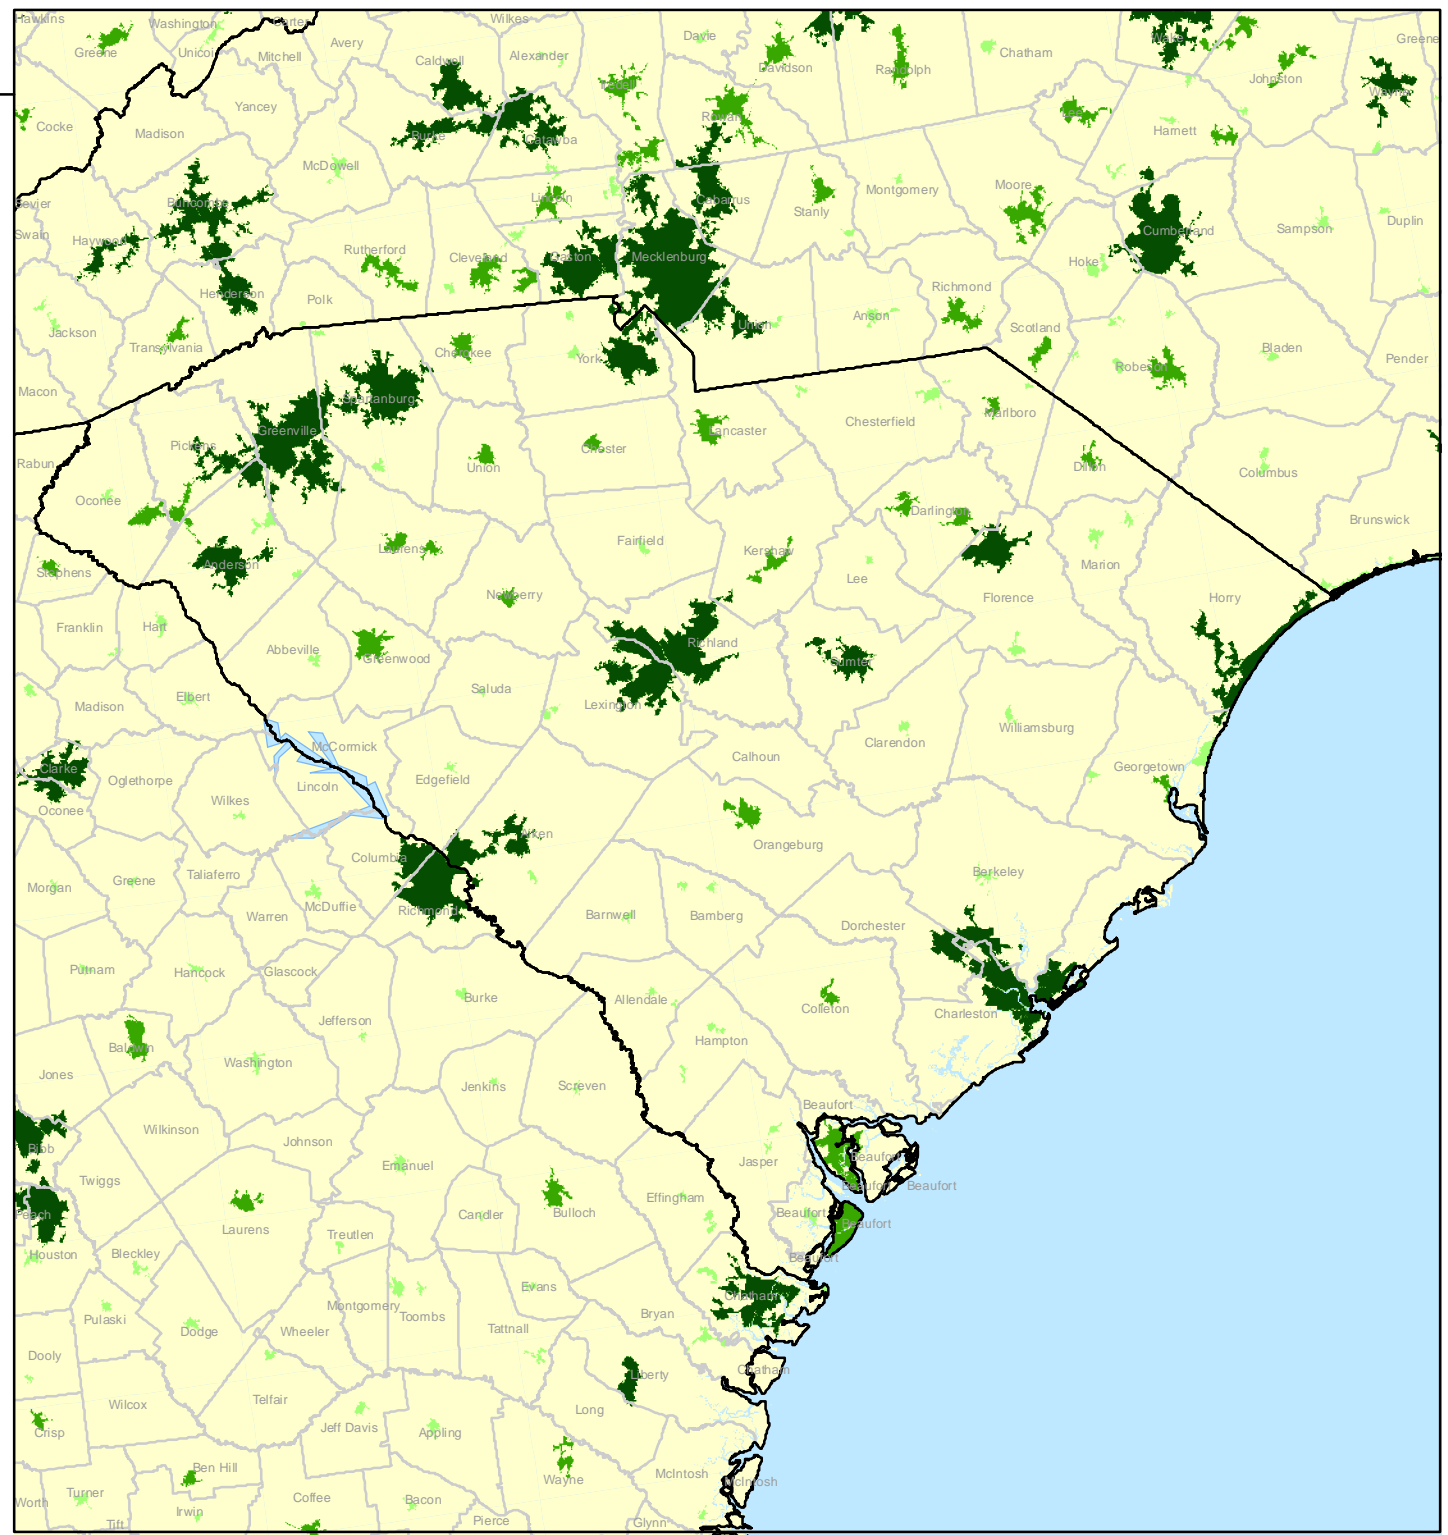 Hawkins
Washington
Carter
Wilkes
Greene
Unicoi
Mitchell
Avery
Caldwell
Alexander
Iredell
Davie
Davidson
Randolph
Chatham
Wake
Johnston
Greene
Wayne
Cocke
Madison
Yancey
McDowell
Burke
Catawba
Rowan
Lee
Harnett
Sevier
Swain
Haywood
Buncombe
Rutherford
Lincoln
Cabarrus
Stanly
Montgomery
Moore
Cumberland
Sampson
Duplin
Henderson
Polk
Cleveland
Gaston
Mecklenburg
Hoke
Richmond
Jackson
Transylvania
Cherokee
York
Union
Anson
Scotland
Robeson
Bladen
Pender
Macon
Spartanburg
Greenville
Pickens
Rabun
Oconee
Union
Chester
Lancaster
Chesterfield
Marlboro
Dillon
Columbus
Brunswick
Stephens
Anderson
Laurens
Fairfield
Kershaw
Darlington
Lee
Marion
Florence
Horry
Franklin
Hart
Abbeville
Greenwood
Newberry
Richland
Sumter
Madison
Elbert
Saluda
Lexington
Clarendon
Williamsburg
Clarke
Oglethorpe
McCormick
Edgefield
Calhoun
Georgetown
Oconee
Wilkes
Lincoln
Aiken
Orangeburg
Morgan
Greene
Taliaferro
Columbia
Berkeley
Warren
McDuffie
Richmond
Barnwell
Bamberg
Dorchester
Putnam
Hancock
Glascock
Burke
Allendale
Colleton
Charleston
Baldwin
Jefferson
Hampton
Jones
Washington
Jenkins
Screven
Beaufort
Bibb
Wilkinson
Johnson
Emanuel
Jasper
Beaufort
Beaufort
Beaufort
Twiggs
Effingham
Peach
Laurens
Treutlen
Candler
Bulloch
Beaufort
Beaufort
Houston
Bleckley
Evans
Beaufort
Chatham
Pulaski
Dodge
Wheeler
Montgomery
Toombs
Tattnall
Bryan
Dooly
Wilcox
Telfair
Liberty
Chatham
Crisp
Jeff Davis
Appling
Long
Ben Hill
Wayne
McIntosh
McIntosh
Worth
Turner
Irwin
Coffee
Bacon
Tift
Pierce
Glynn